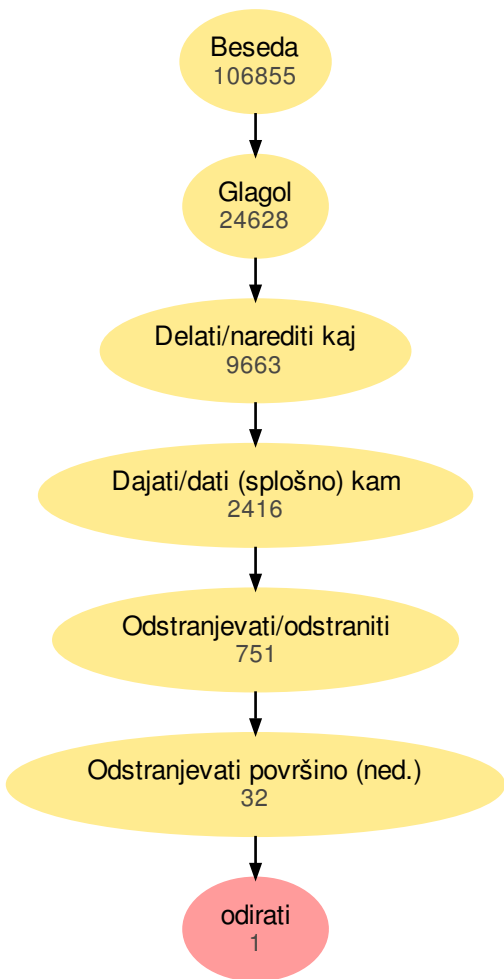 Beseda
106855
Glagol
24628
Delati/narediti kaj
9663
Dajati/dati (splošno) kam
2416
Odstranjevati/odstraniti
751
Odstranjevati površino (ned.)
32
odirati
1